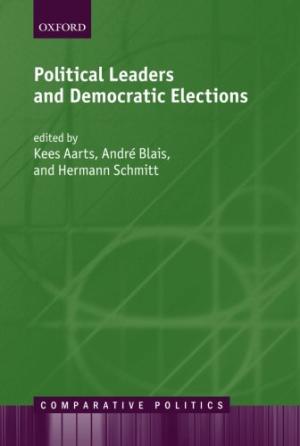 OXFORD
Political Leaders
and Democratic Elections
edited by
Kees Aarts, André Blais,
and Hermann Schmitt
COMPARATIVE POLITICS